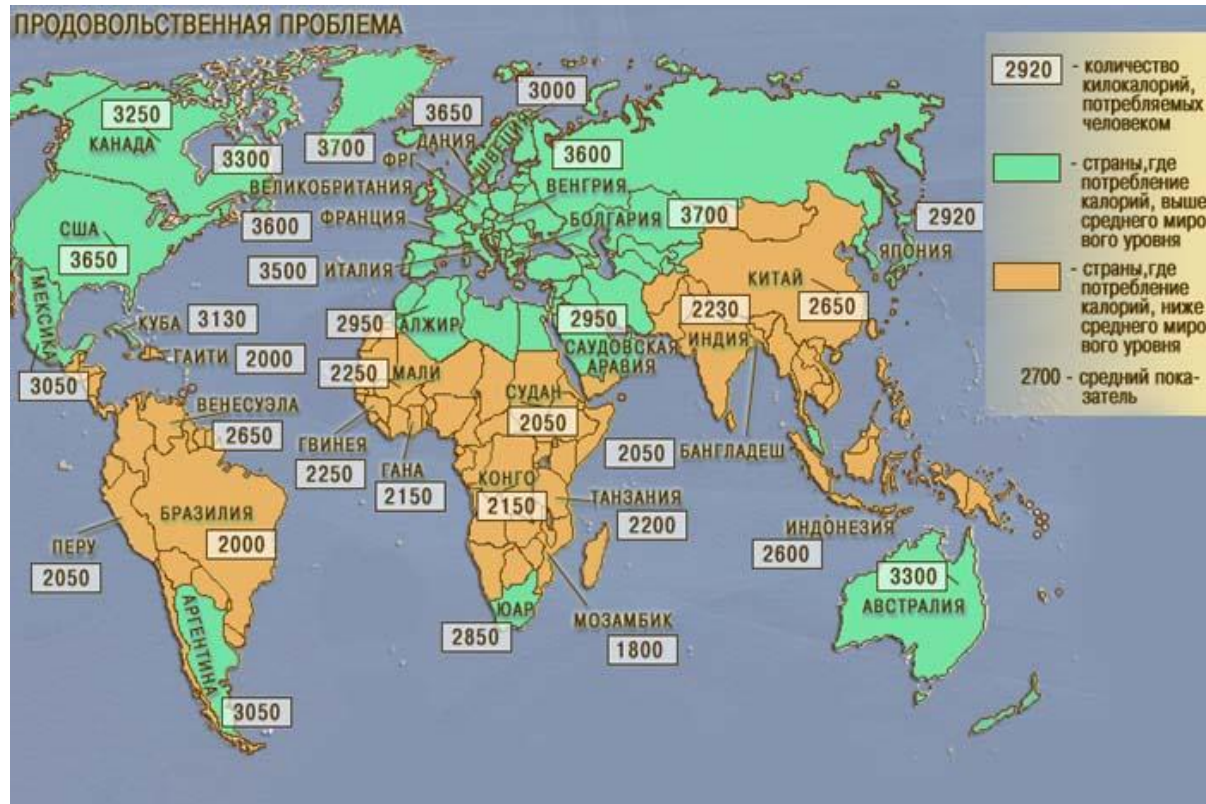 ПРОДОВОЛЬСТВЕННАЯ ПРОБЛЕМА
2920 - количество
килокалорий,
потребляемых
человеком
- страны,где
потребление
калорий, выше
среднего миро
вого уровня
- страны,где
потребление
калорий, ниже
среднего миро
вого уровня
2700 - средний пока-
затель
3250
КАНАДА
3300
3700
3650
3000
ДАНИЯ
ШВЕЦИЯ
ФРГ
3600
ВЕЛИКОБРИТАНИЯ
ВЕНГРИЯ
ФРАНЦИЯ
БОЛГАРИЯ
3700
3600
США
3650
3500
ИТАЛИЯ
2920
ЯПОНИЯ
КИТАЙ
2650
МЕКСИКА
3050
КУБА
3130
ГАИТИ
2000
2950
АЛЖИР
2950
САУДОВСКАЯ
АРАВИЯ
2230
ИНДИЯ
2250
МАЛИ
СУДАН
2050
ВЕНЕСУЭЛА
2650
ГВИНЕЯ
2250
ГАНА
2150
КОНГО
2150
2050
БАНГЛАДЕШ
ТАНЗАНИЯ
2200
БРАЗИЛИЯ
2000
ПЕРУ
2050
ИНДОНЕЗИЯ
2600
3300
АВСТРАЛИЯ
АРГЕНТИНА
3050
ЮАР
2850
МОЗАМБИК
1800